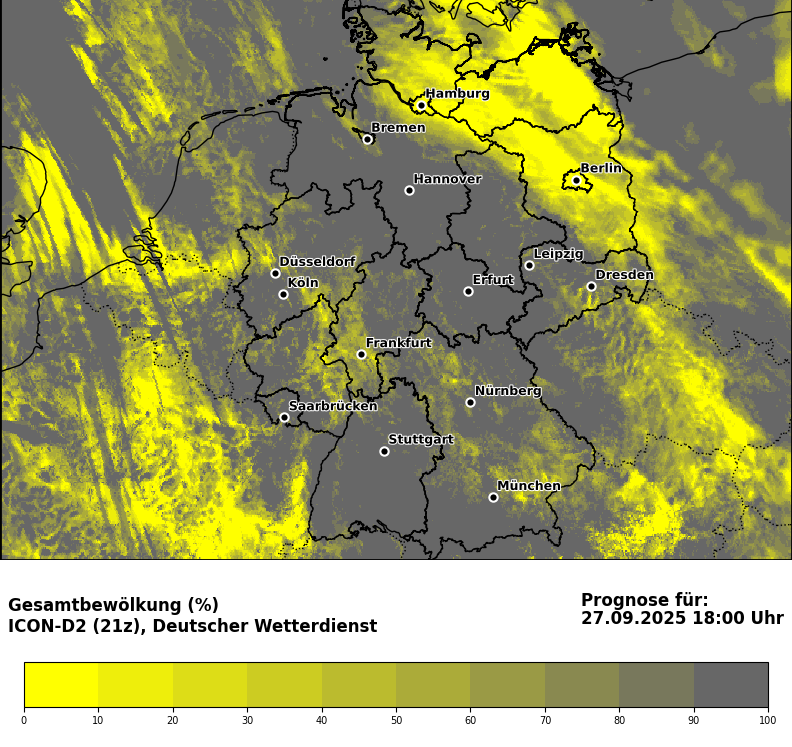 Hamburg
Bremen
Berlin
Hannover
Leipzig
Düsseldorf
Dresden
Köln
Erfurt
Frankfurt
Nürnberg
Saarbrücken
Stuttgart
München
Gesamtbewölkung (%)
ICON-D2 (21z), Deutscher Wetterdienst
Prognose für:
27.09.2025 18:00 Uhr
0 10 20 30 40 50 60 70 80 90 100